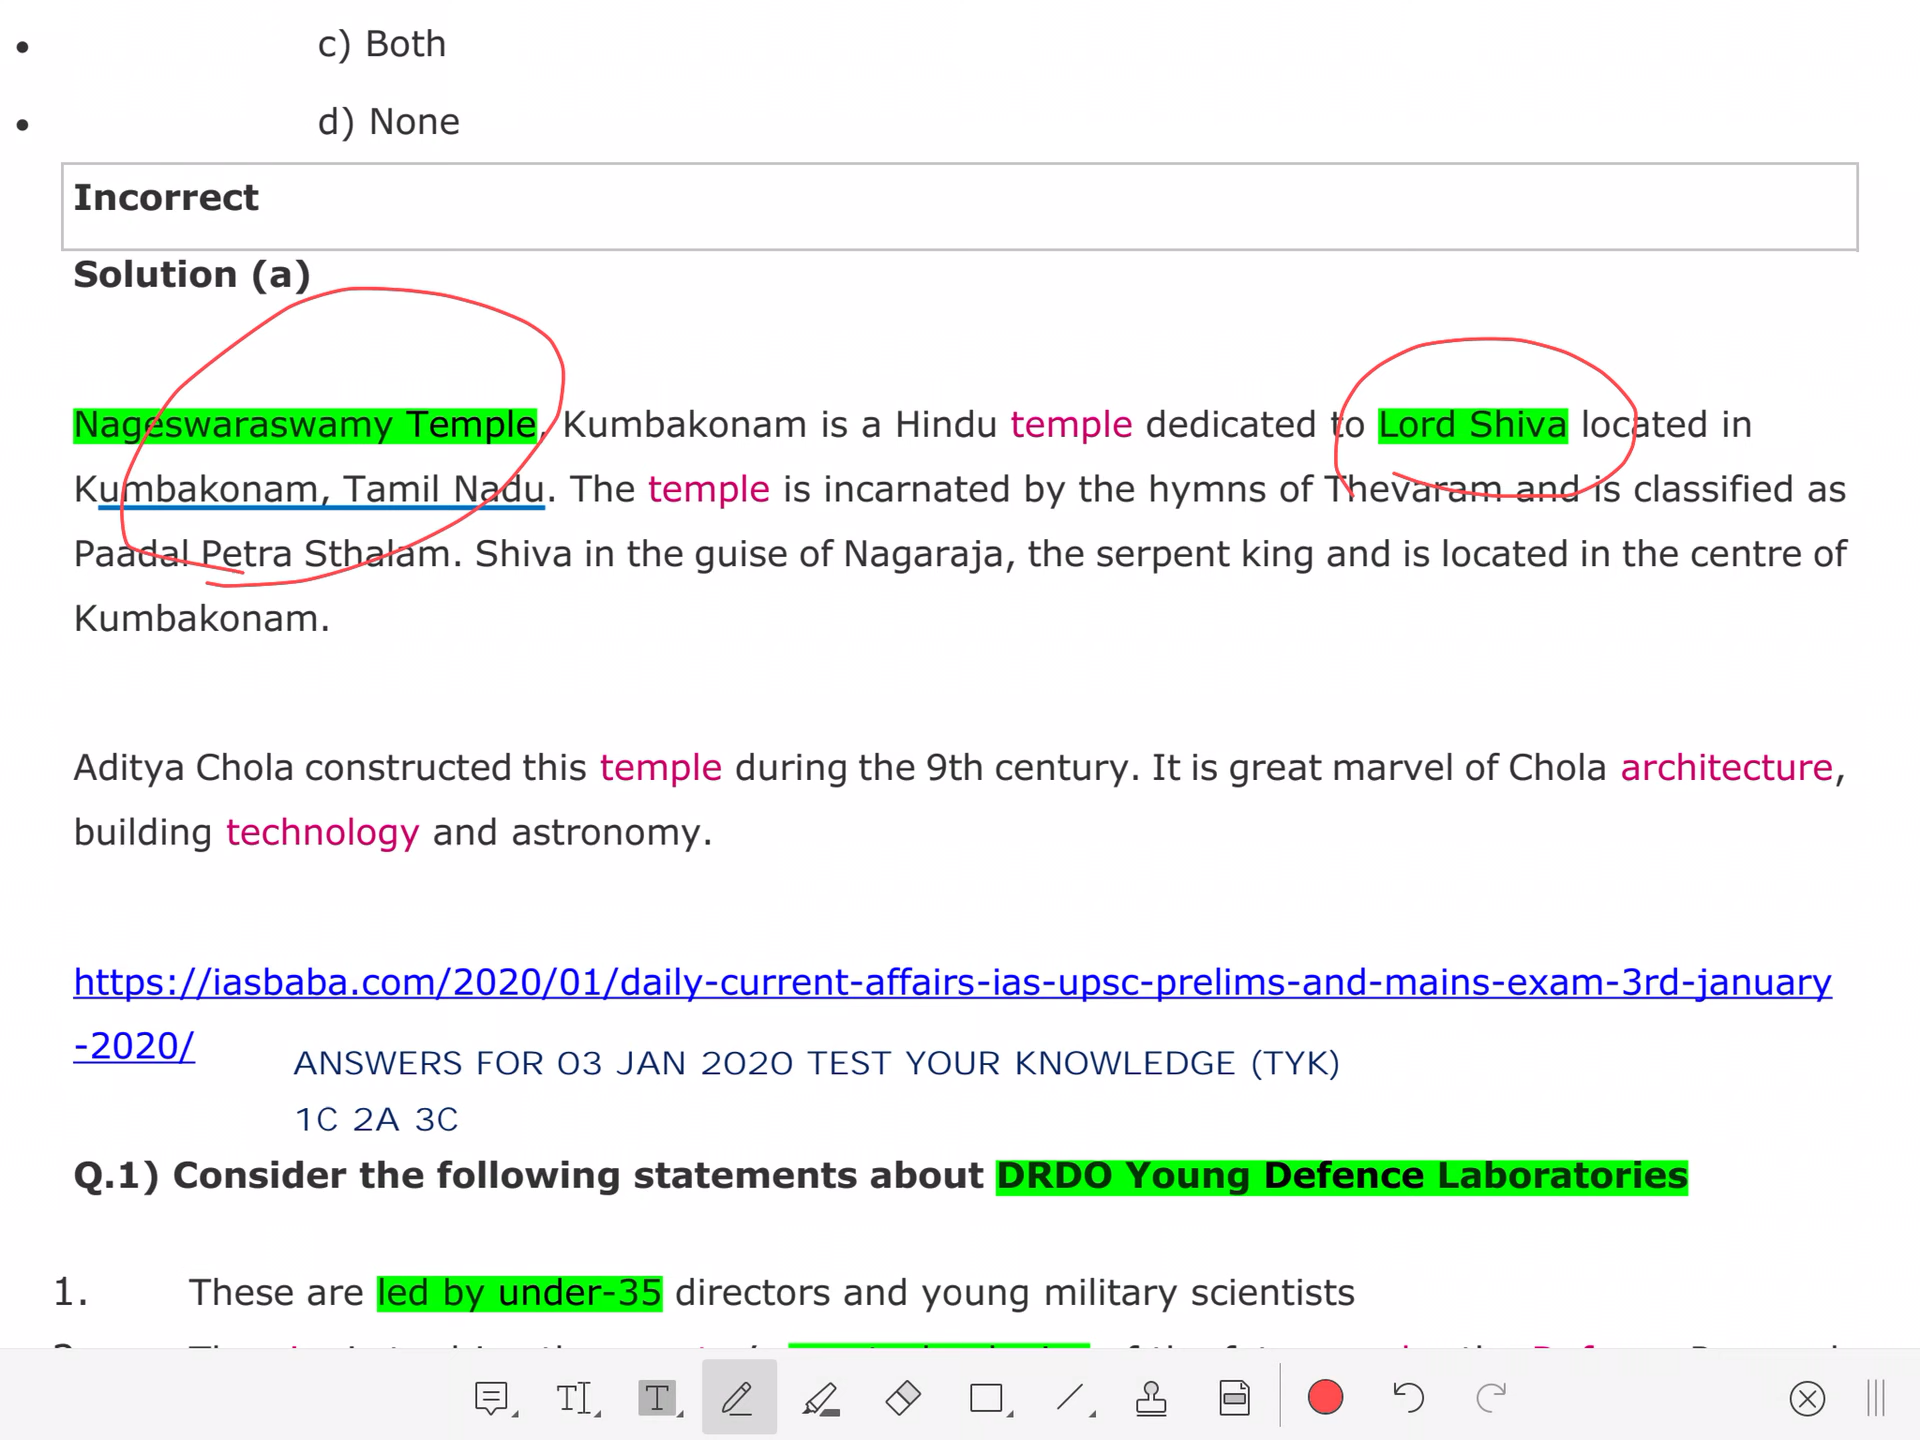 c) Both
d) None
Incorrect
Solution (a)
Nageswaraswamy Temple, Kumbakonam is a Hindu temple dedicated to Lord Shiva located in
Kumbakonam, Tamil Nadu. The temple is incarnated by the hymns of Thevaram and is classified as
Paadal Petra Sthalam. Shiva in the guise of Nagaraja, the serpent king and is located in the centre of
Kumbakonam.
Aditya Chola constructed this temple during the 9th century. It is great marvel of Chola architecture,
building technology and astronomy.
https://iasbaba.com/2020/01/daily-current-affairs-ias-upsc-prelims-and-mains-exam-3rd-january
-2020/
ANSWERS FOR 03 JAN 2020 TEST YOUR KNOWLEDGE (TYK)
1C 2A 3C
Q.1) Consider the following statements about DRDO Young Defence Laboratories
1. These are led by under-35 directors and young military scientists